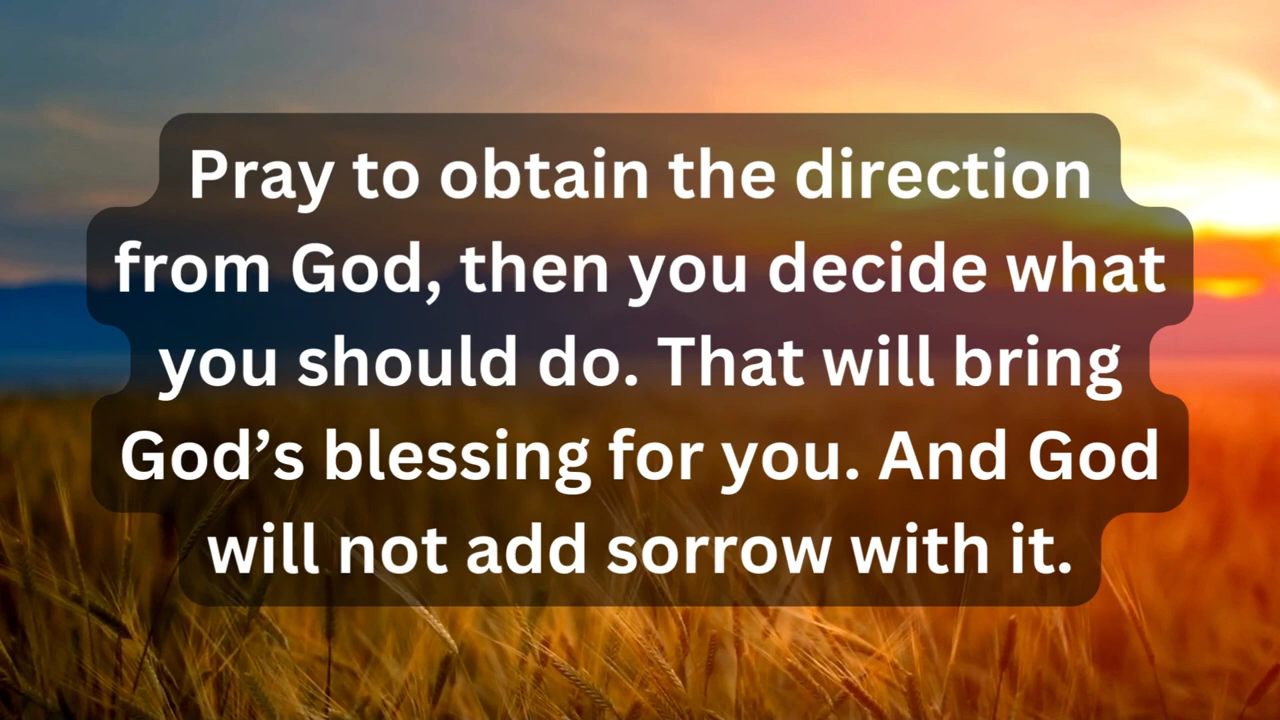 Pray to obtain the direction
from God, then you decide what
you should do. That will bring
God’s blessing for you. And God
will not add sorrow with it.